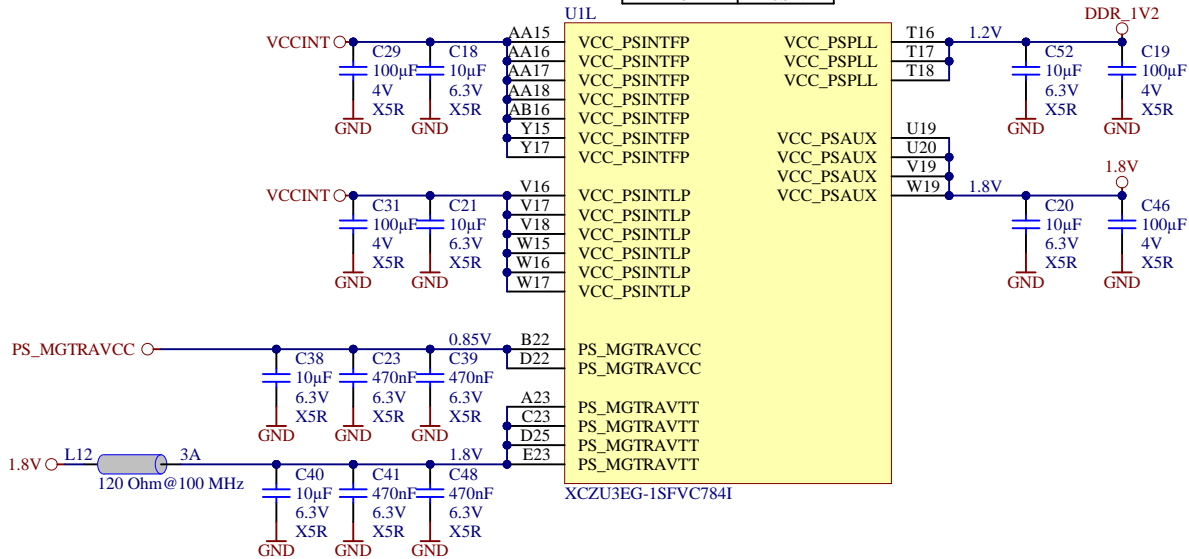 U1L
DDR_1V2
VCCINT
C29
100µF
4V
X5R
GND
C18
10µF
6.3V
X5R
GND
AA15 VCC_PSINTFP
AA16 VCC_PSINTFP
AA17 VCC_PSINTFP
AA18 VCC_PSINTFP
AB16 VCC_PSINTFP
Y15 VCC_PSINTFP
Y17 VCC_PSINTFP
VCC_PSPLL T16 1.2V
VCC_PSPLL T17
VCC_PSPLL T18
C52
10µF
6.3V
X5R
GND
C19
100µF
4V
X5R
GND
VCC_PSAUX U19
VCC_PSAUX U20
VCC_PSAUX V19
VCC_PSAUX W19 1.8V
1.8V
C20
10µF
6.3V
X5R
GND
C46
100µF
4V
X5R
GND
VCCINT
C31
100µF
4V
X5R
GND
C21
10µF
6.3V
X5R
GND
V16 VCC_PSINTLP
V17 VCC_PSINTLP
V18 VCC_PSINTLP
W15 VCC_PSINTLP
W16 VCC_PSINTLP
W17 VCC_PSINTLP
PS_MGTRAVCC 0.85V
B22 PS_MGTRAVCC
D22 PS_MGTRAVCC
C38
10µF
6.3V
X5R
GND
C23
470nF
6.3V
X5R
GND
C39
470nF
6.3V
X5R
GND
A23 PS_MGTRAVTT
C23 PS_MGTRAVTT
D25 PS_MGTRAVTT
E23 PS_MGTRAVTT
1.8V L12 3A 1.8V
120 Ohm@100 MHz
C40
10µF
6.3V
X5R
GND
C41
470nF
6.3V
X5R
GND
C48
470nF
6.3V
X5R
GND
XCZU3EG-1SFVC784I